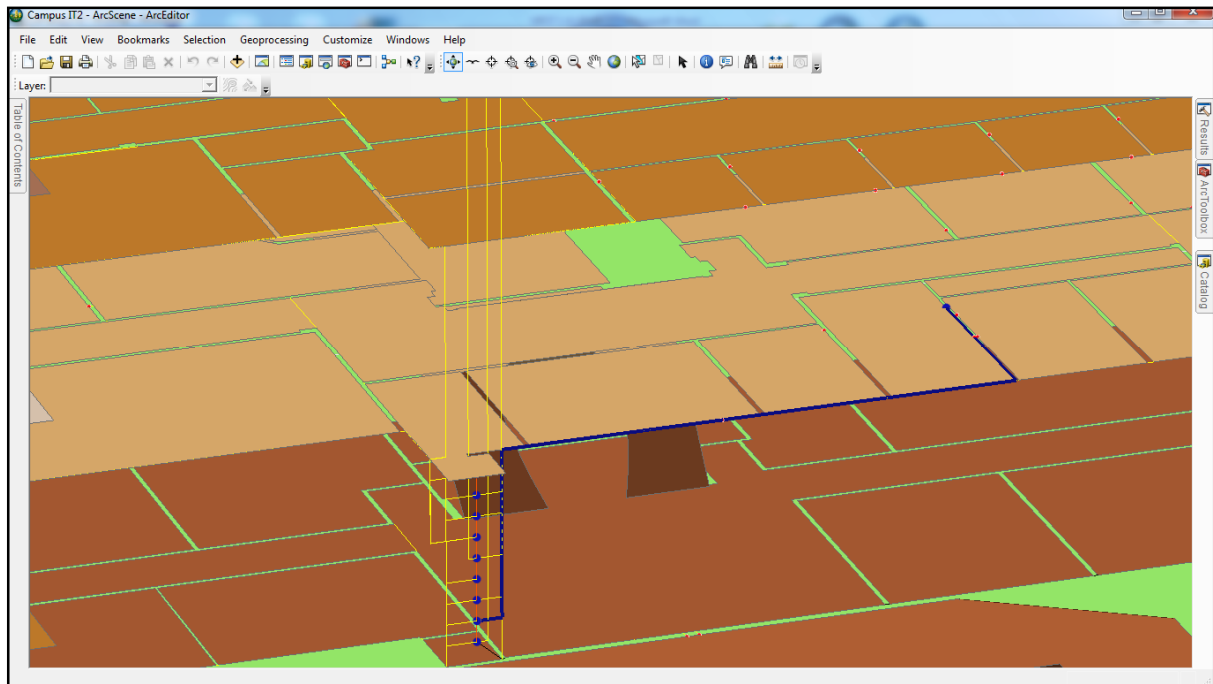 Campus IT2 - ArcScene - ArcEditor
File Edit View Bookmarks Selection Geoprocessing Customize Windows Help
Layer:
Table of Contents
Results
ArcToolbox
Catalog